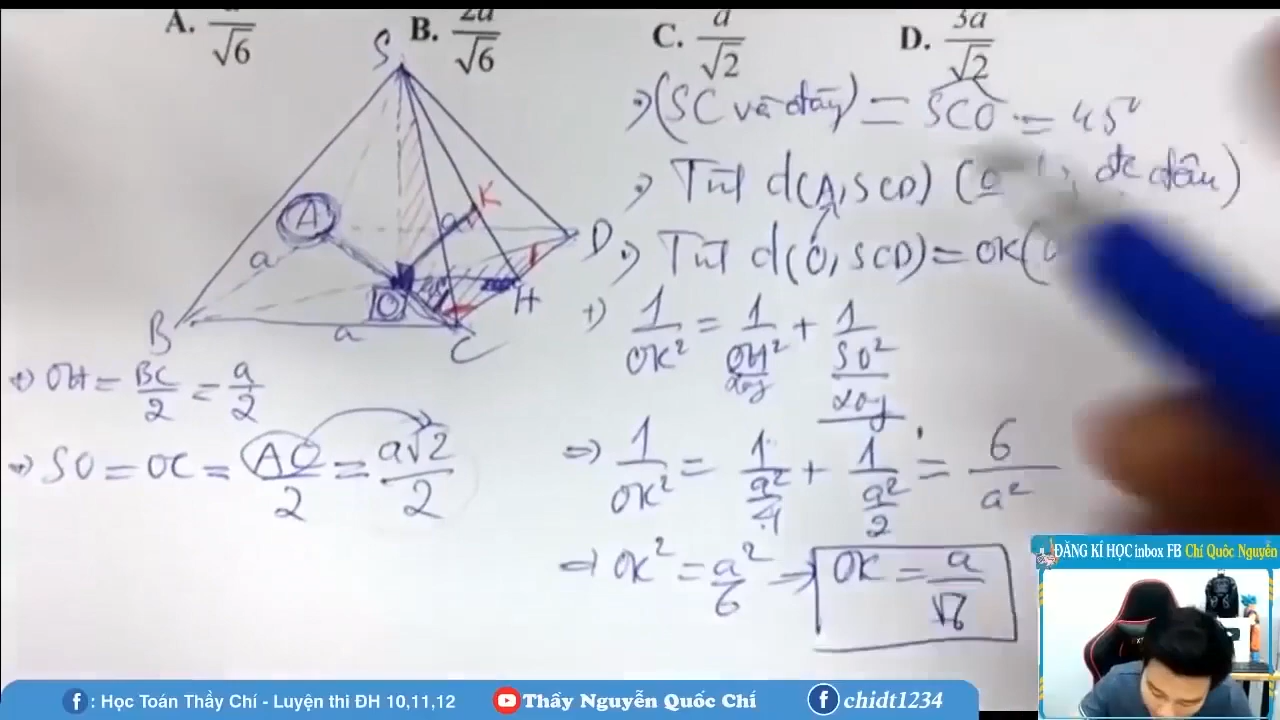 A. /√6 B. 2a/√6 C. a/√2 D. 3a/√2
S
(SC và đáy) = SCO = 45°
Tính d(A, SCD) (
Tính d(O, SCD) = OK (
A K D
a a
B O H C
a
+) 1/OK² = 1/OH² + 1/SO²
+) OH = BC/2 = a/2
SO = OC = AC/2 = a√2/2
=> 1/OK² = 1/(a²/4) + 1/(a²/2) = 6/a²
=> OK² = a²/6 => OK = a/√6
ĐĂNG KÍ HỌC inbox FB Chí Quốc Nguyễn
f : Học Toán Thầy Chí - Luyện thi ĐH 10,11,12
Thầy Nguyễn Quốc Chí
f chidt1234